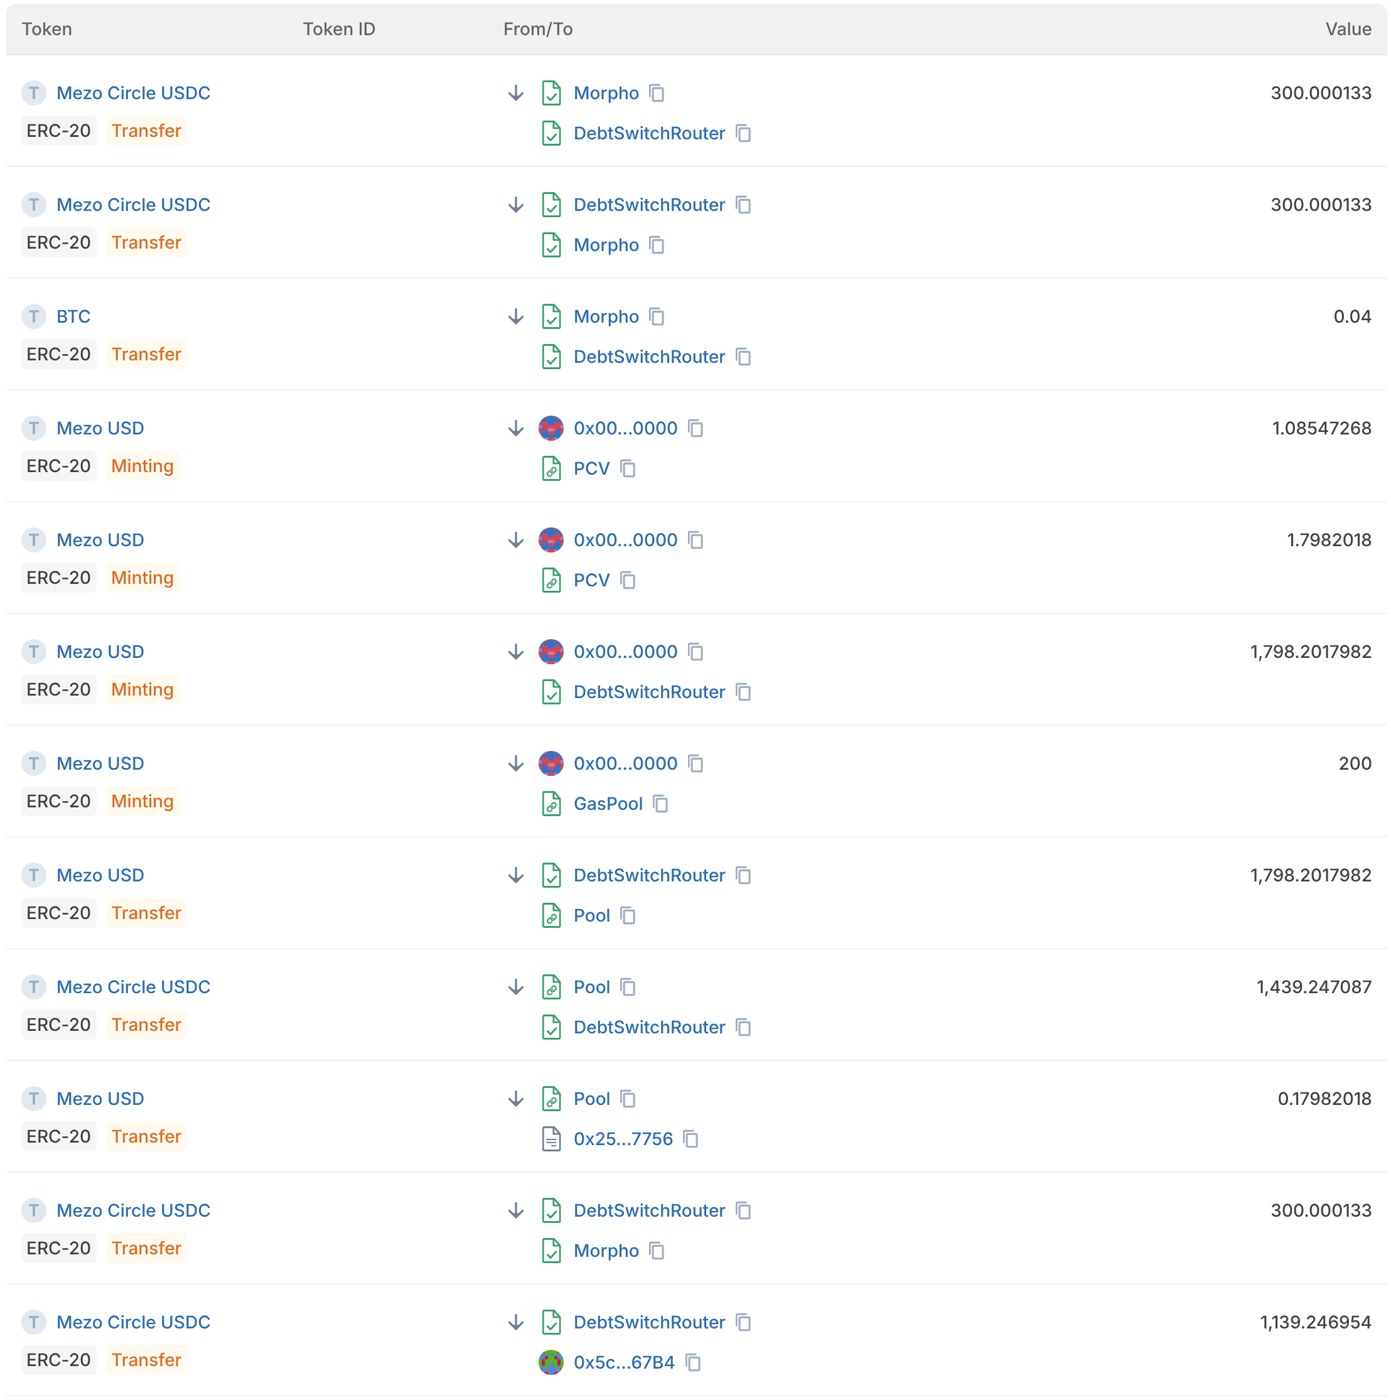 Token Token ID From/To Value
Mezo Circle USDC Morpho 300.000133
ERC-20 Transfer DebtSwitchRouter
Mezo Circle USDC DebtSwitchRouter 300.000133
ERC-20 Transfer Morpho
BTC Morpho 0.04
ERC-20 Transfer DebtSwitchRouter
Mezo USD 0x00...0000 1.08547268
ERC-20 Minting PCV
Mezo USD 0x00...0000 1.7982018
ERC-20 Minting PCV
Mezo USD 0x00...0000 1,798.2017982
ERC-20 Minting DebtSwitchRouter
Mezo USD 0x00...0000 200
ERC-20 Minting GasPool
Mezo USD DebtSwitchRouter 1,798.2017982
ERC-20 Transfer Pool
Mezo Circle USDC Pool 1,439.247087
ERC-20 Transfer DebtSwitchRouter
Mezo USD Pool 0.17982018
ERC-20 Transfer 0x25...7756
Mezo Circle USDC DebtSwitchRouter 300.000133
ERC-20 Transfer Morpho
Mezo Circle USDC DebtSwitchRouter 1,139.246954
ERC-20 Transfer 0x5c...67B4